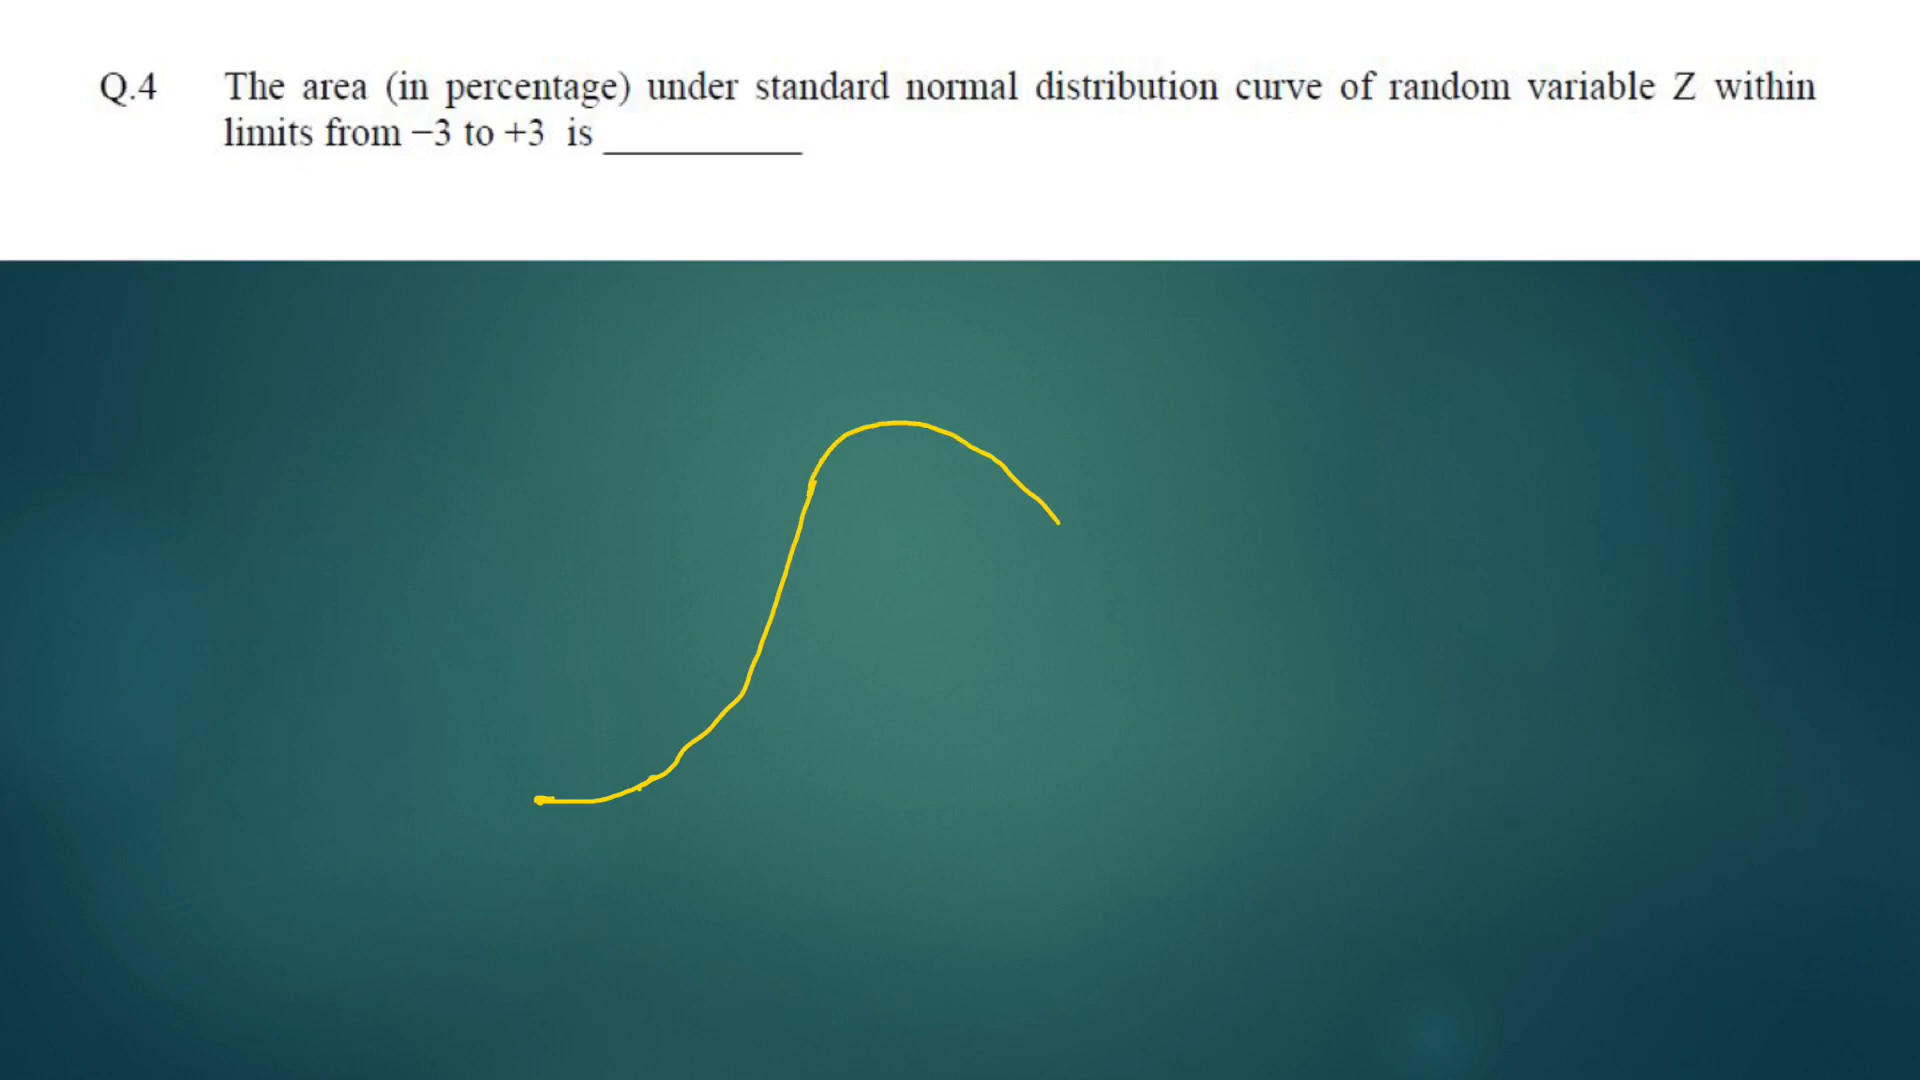 Q.4 The area (in percentage) under standard normal distribution curve of random variable Z within
limits from −3 to +3 is __________